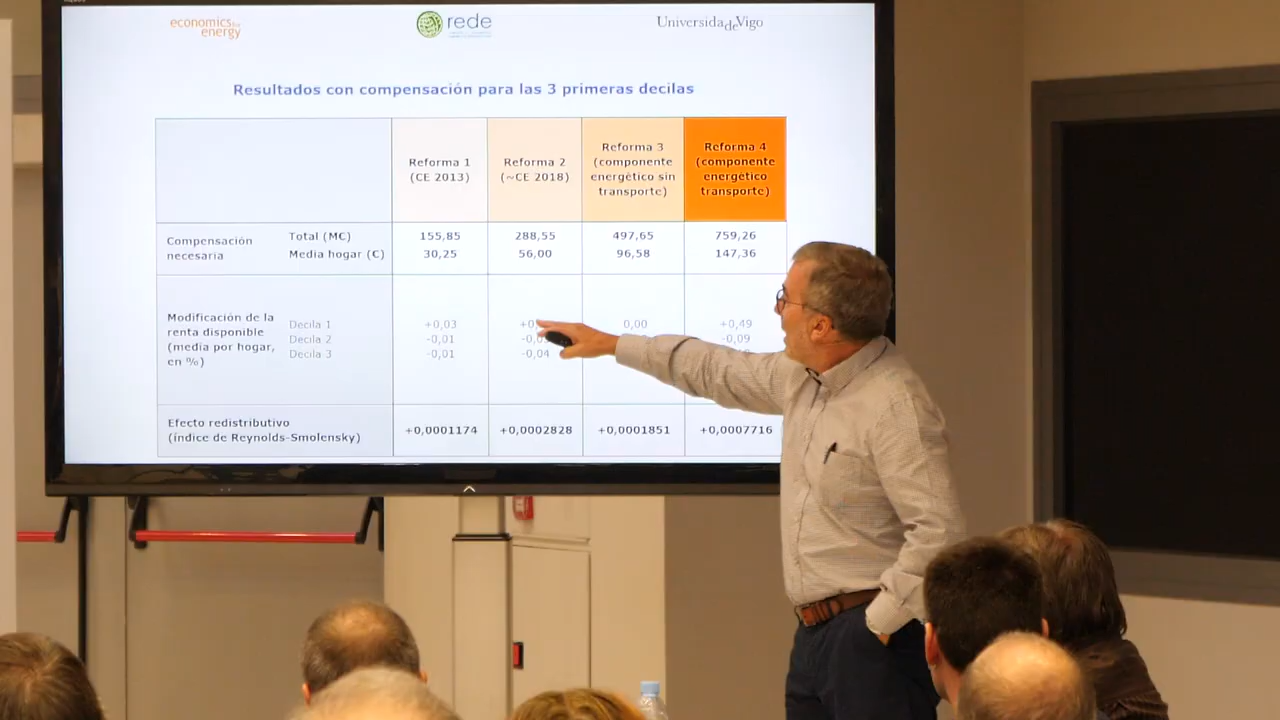 economics for energy
rede
Universidade Vigo
Resultados con compensación para las 3 primeras decilas
Reforma 1 (CE 2013)
Reforma 2 (~CE 2018)
Reforma 3 (componente energético sin transporte)
Reforma 4 (componente energético transporte)
Compensación necesaria
Total (MC) 155,85 288,55 497,65 759,26
Media hogar (C) 30,25 56,00 96,58 147,36
Modificación de la renta disponible (media por hogar, en %)
Decila 1 +0,03 0,00 +0,49
Decila 2 -0,01 -0,09
Decila 3 -0,01 -0,04
Efecto redistributivo (índice de Reynolds-Smolensky) +0,0001174 +0,0002828 +0,0001851 +0,0007716